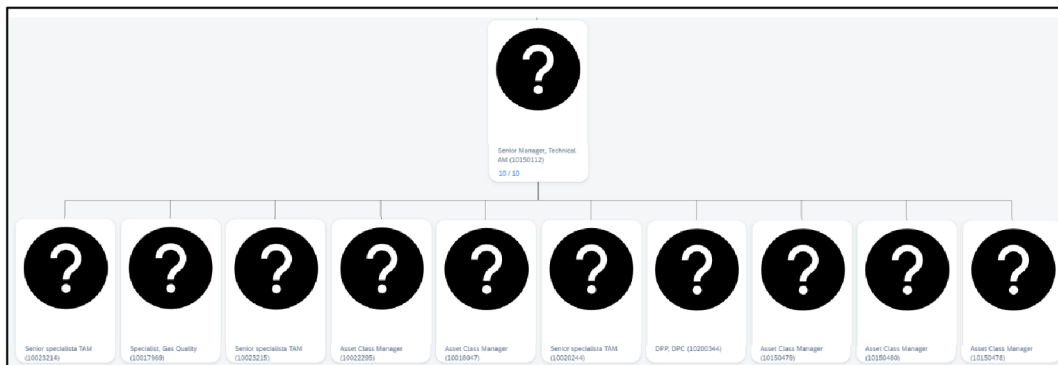 ?
Senior Manager, Technical
AM (10150112)
10 / 10
? ? ? ? ? ? ? ? ? ?
Senior specialista TAM
(10023214)
Specialist, Gas Quality
(10017969)
Senior specialista TAM
(10023215)
Asset Class Manager
(10022295)
Asset Class Manager
(10018947)
Senior specialista TAM
(10020244)
DPP, DPC (10200344)
Asset Class Manager
(10150479)
Asset Class Manager
(10150480)
Asset Class Manager
(10150478)